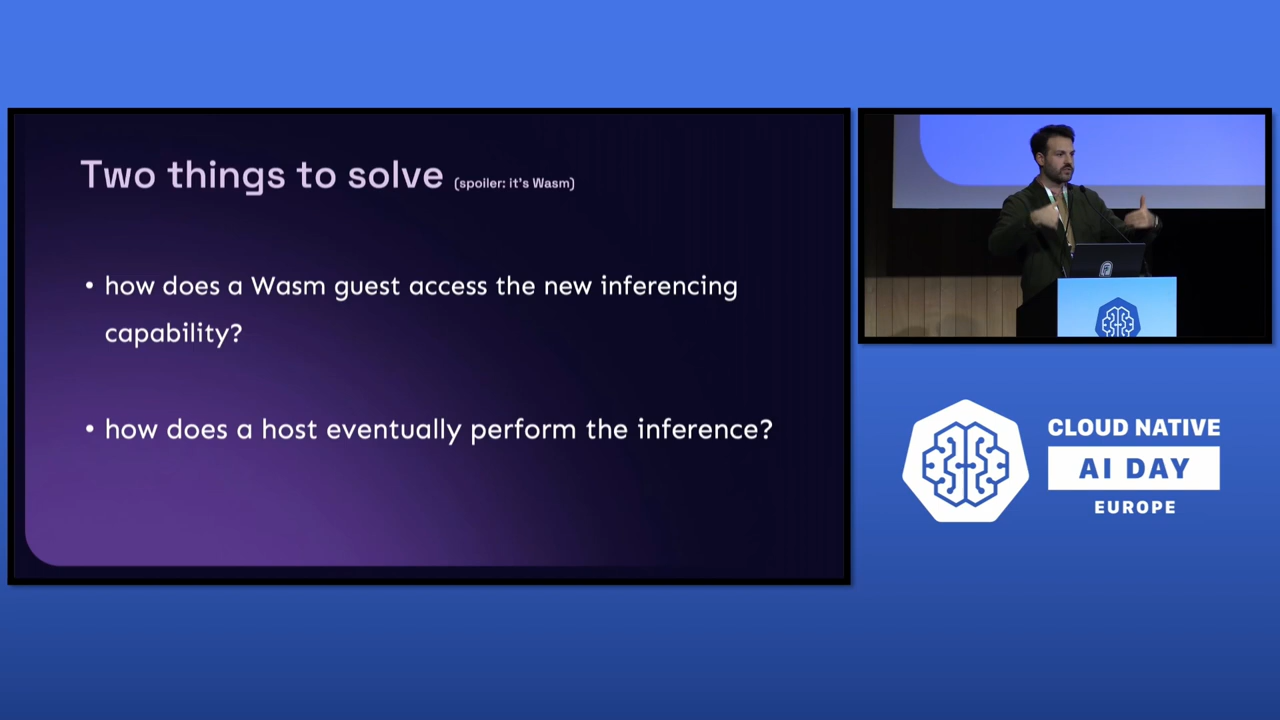 Two things to solve (spoiler: it's Wasm)
• how does a Wasm guest access the new inferencing
capability?
• how does a host eventually perform the inference?
CLOUD NATIVE
AI DAY
EUROPE